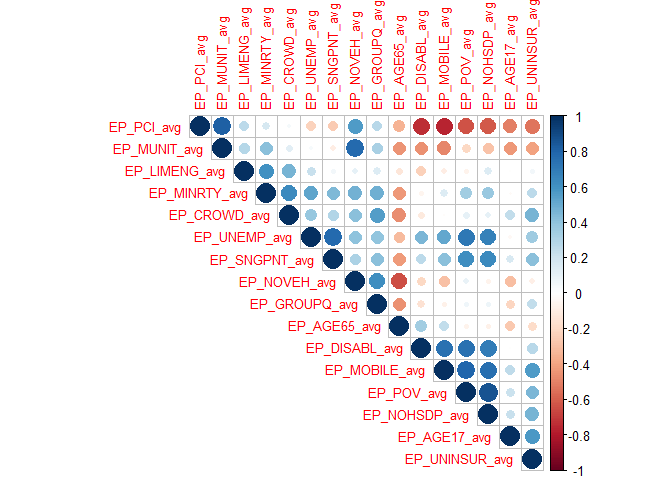 EP_PCI_avg
EP_MUNIT_avg
EP_LIMENG_avg
EP_MINRTY_avg
EP_CROWD_avg
EP_UNEMP_avg
EP_SNGPNT_avg
EP_NOVEH_avg
EP_GROUPQ_avg
EP_AGE65_avg
EP_DISABL_avg
EP_MOBILE_avg
EP_POV_avg
EP_NOHSDP_avg
EP_AGE17_avg
EP_UNINSUR_avg
EP_PCI_avg
EP_MUNIT_avg
EP_LIMENG_avg
EP_MINRTY_avg
EP_CROWD_avg
EP_UNEMP_avg
EP_SNGPNT_avg
EP_NOVEH_avg
EP_GROUPQ_avg
EP_AGE65_avg
EP_DISABL_avg
EP_MOBILE_avg
EP_POV_avg
EP_NOHSDP_avg
EP_AGE17_avg
EP_UNINSUR_avg
1
0.8
0.6
0.4
0.2
0
-0.2
-0.4
-0.6
-0.8
-1